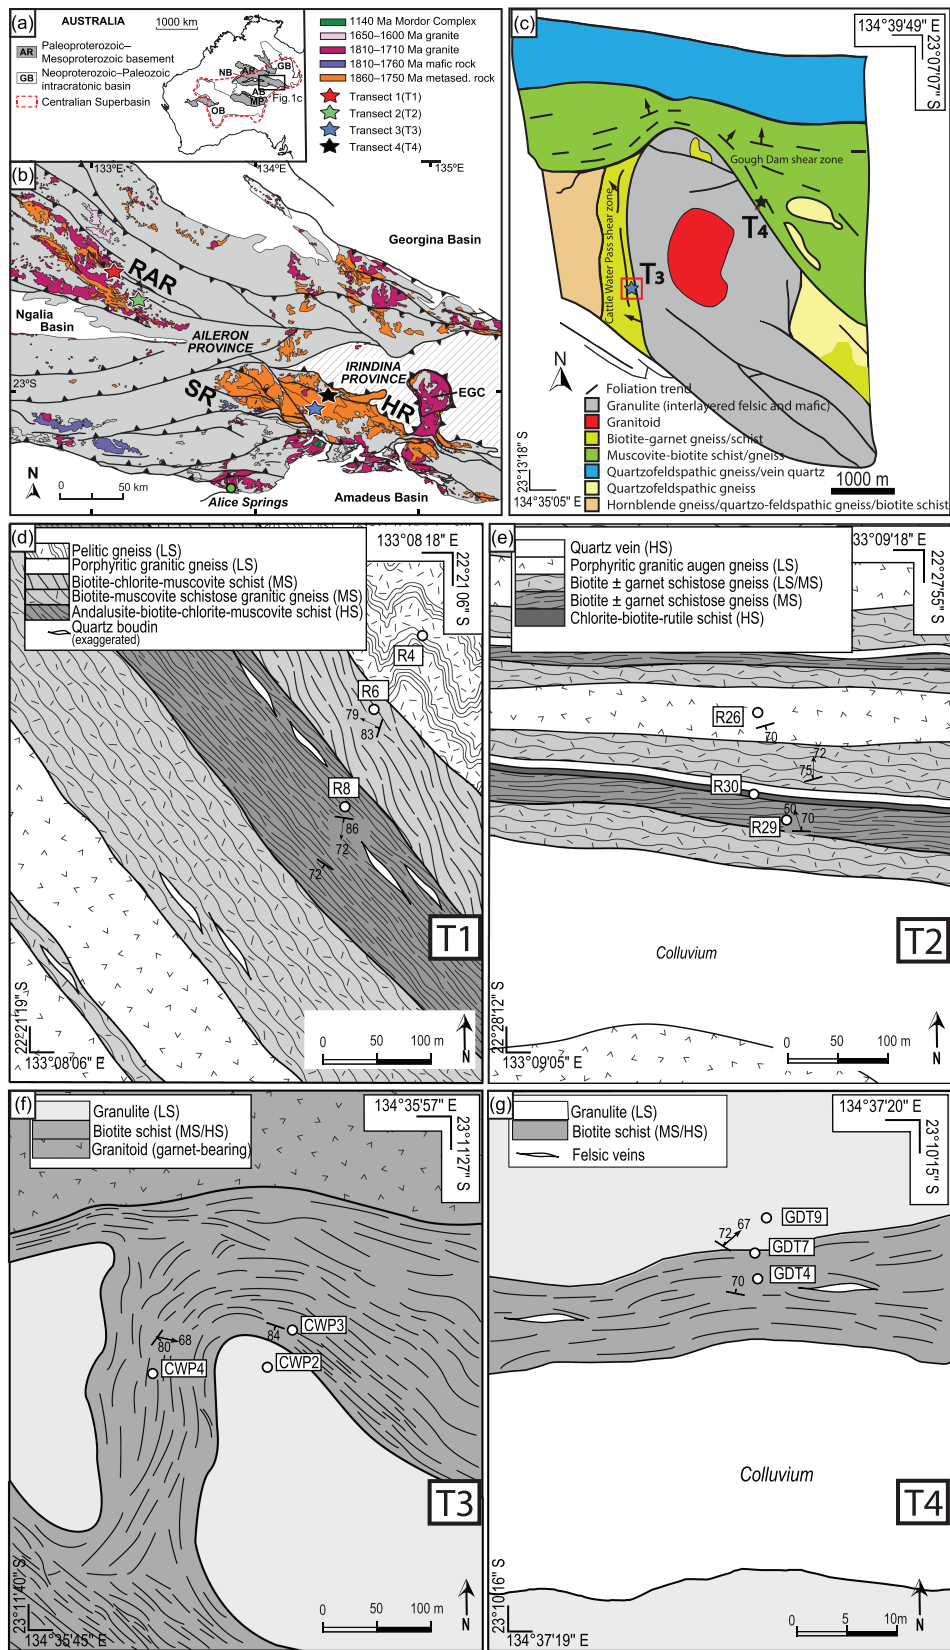 (a)
AUSTRALIA
1000 km
AR
Paleoproterozoic–
Mesoproterozoic basement
GB
Neoproterozoic–Paleozoic
intracratonic basin
Centralian Superbasin
NB
AR
GB
AB
MP
OB
Fig.1c
1140 Ma Mordor Complex
1650–1600 Ma granite
1810–1710 Ma granite
1810–1760 Ma mafic rock
1860–1750 Ma metased. rock
Transect 1(T1)
Transect 2(T2)
Transect 3(T3)
Transect 4(T4)
(b)
133°E
134°E
135°E
Georgina Basin
RAR
Ngalia
Basin
AILERON
PROVINCE
IRINDINA
PROVINCE
23°S
SR
HR
EGC
N
0
50 km
Alice Springs
Amadeus Basin
(c)
134°39'49" E
23°07'07" S
Gough Dam shear zone
Cattle Water Pass shear zone
T4
T3
N
Foliation trend
Granulite (interlayered felsic and mafic)
Granitoid
Biotite-garnet gneiss/schist
Muscovite-biotite schist/gneiss
Quartzofeldspathic gneiss/vein quartz
Quartzofeldspathic gneiss
Hornblende gneiss/quartzo-feldspathic gneiss/biotite schist
1000 m
23°13'18" S
134°35'05" E
(d)
Pelitic gneiss (LS)
Porphyritic granitic gneiss (LS)
Biotite-chlorite-muscovite schist (MS)
Biotite-muscovite schistose granitic gneiss (MS)
Andalusite-biotite-chlorite-muscovite schist (HS)
Quartz boudin
(exaggerated)
133°08'18" E
22°21'06" S
R4
R6
79
83
R8
86
72
72
T1
22°21'19" S
133°08'06" E
0
50
100 m
N
(e)
Quartz vein (HS)
Porphyritic granitic augen gneiss (LS)
Biotite ± garnet schistose gneiss (LS/MS)
Biotite ± garnet schistose gneiss (MS)
Chlorite-biotite-rutile schist (HS)
133°09'18" E
22°27'55" S
R26
70
72
75
R30
50
70
R29
T2
Colluvium
22°28'12" S
133°09'05" E
0
50
100 m
N
(f)
Granulite (LS)
Biotite schist (MS/HS)
Granitoid (garnet-bearing)
134°35'57" E
23°11'27" S
CWP3
84
68
80
CWP4
CWP2
T3
23°11'40" S
134°35'45" E
0
50
100 m
N
(g)
Granulite (LS)
Biotite schist (MS/HS)
Felsic veins
134°37'20" E
23°10'15" S
GDT9
67
72
GDT7
GDT4
70
Colluvium
T4
23°10'16" S
134°37'19" E
0
5
10m
N